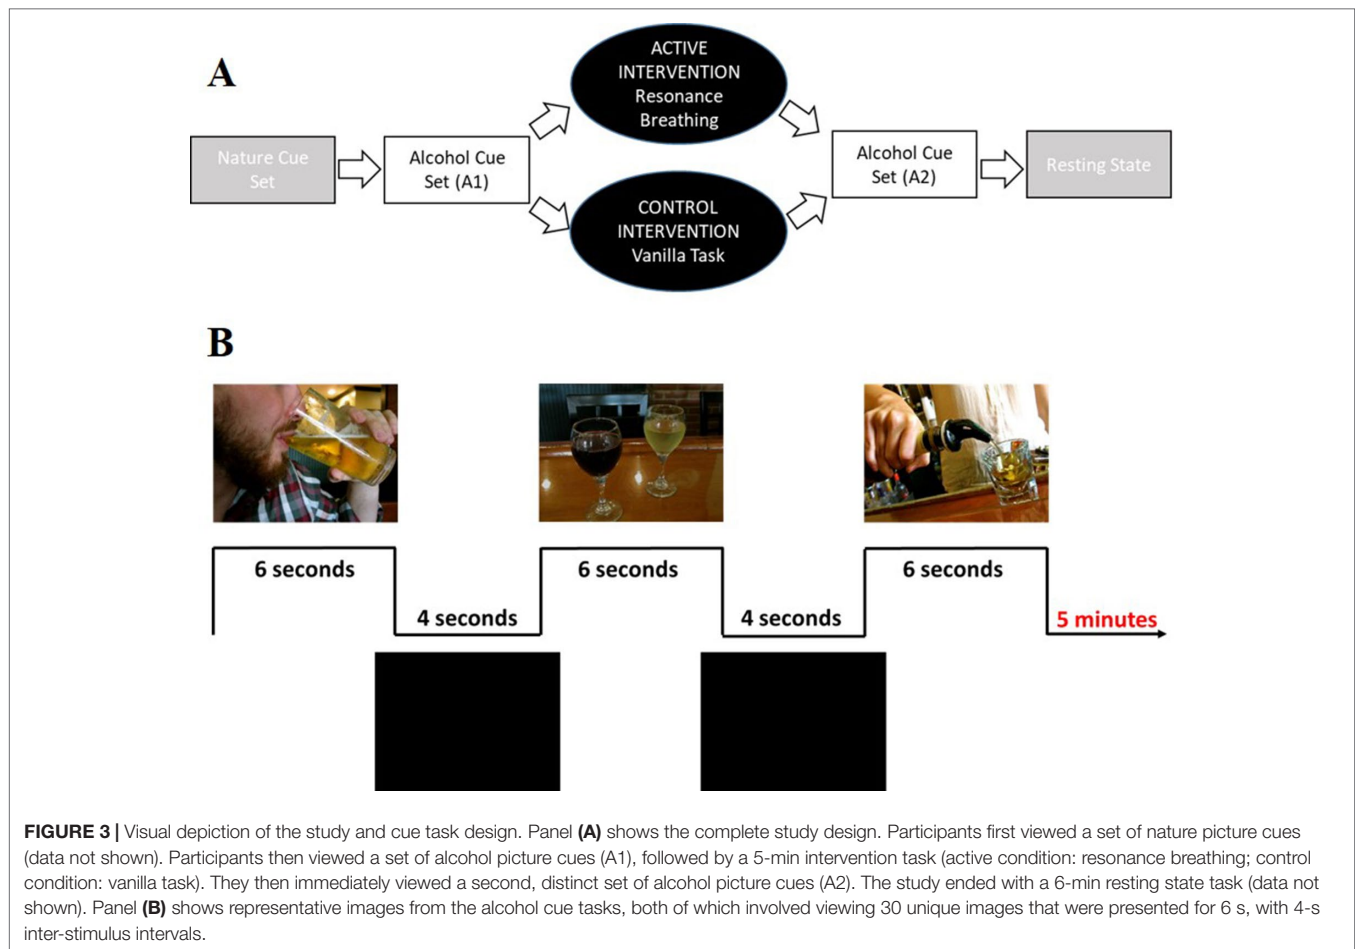 A
Nature Cue
Set
Alcohol Cue
Set (A1)
ACTIVE
INTERVENTION
Resonance
Breathing
CONTROL
INTERVENTION
Vanilla Task
Alcohol Cue
Set (A2)
Resting State
B
6 seconds
4 seconds
6 seconds
4 seconds
6 seconds
5 minutes
FIGURE 3 | Visual depiction of the study and cue task design. Panel (A) shows the complete study design. Participants first viewed a set of nature picture cues
(data not shown). Participants then viewed a set of alcohol picture cues (A1), followed by a 5-min intervention task (active condition: resonance breathing; control
condition: vanilla task). They then immediately viewed a second, distinct set of alcohol picture cues (A2). The study ended with a 6-min resting state task (data not
shown). Panel (B) shows representative images from the alcohol cue tasks, both of which involved viewing 30 unique images that were presented for 6 s, with 4-s
inter-stimulus intervals.